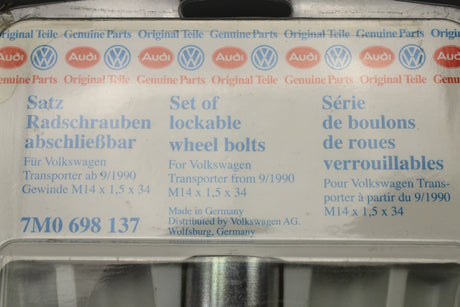 Original Teile Original Teile Original Teile
Genuine Parts Genuine Parts Genuine Parts
Audi Audi Audi Audi
Genuine Parts Original Teile Genuine Parts Original Teile Genuine Parts
Satz
Radschrauben
abschließbar
Für Volkswagen
Transporter ab 9/1990
Gewinde M14 x 1,5 x 34
7M0 698 137
Set of
lockable
wheel bolts
For Volkswagen
Transporter from 9/1990
M14 x 1,5 x 34
Made in Germany
Distributed by Volkswagen AG.
Wolfsburg, Germany
Série
de boulons
de roues
verrouillables
Pour Volkswagen Trans-
porter à partir du 9/1990
M14 x 1,5 x 34